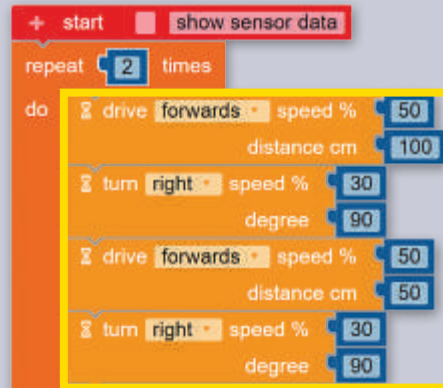 + start show sensor data
repeat 2 times
do drive forwards speed % 50
distance cm 100
turn right speed % 30
degree 90
drive forwards speed % 50
distance cm 50
turn right speed % 30
degree 90